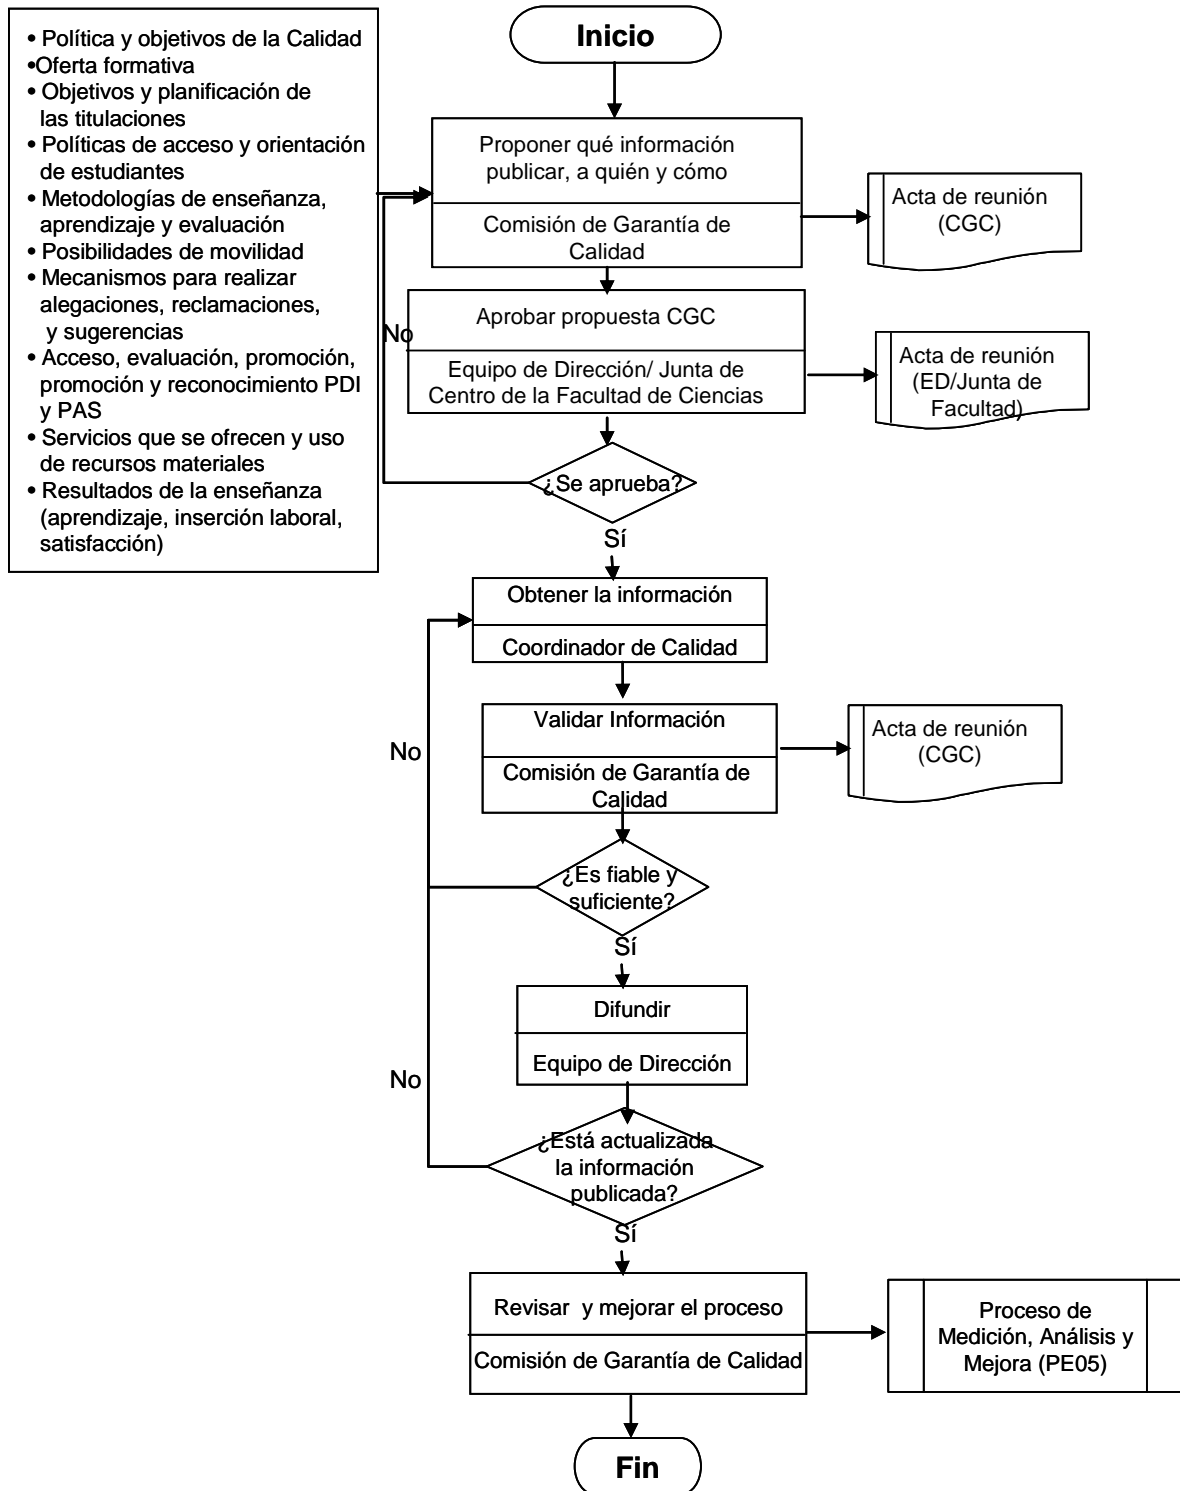 • Política y objetivos de la Calidad
•Oferta formativa
• Objetivos y planificación de
las titulaciones
• Políticas de acceso y orientación
de estudiantes
• Metodologías de enseñanza,
aprendizaje y evaluación
• Posibilidades de movilidad
• Mecanismos para realizar
alegaciones, reclamaciones,
y sugerencias
• Acceso, evaluación, promoción,
promoción y reconocimiento PDI
y PAS
• Servicios que se ofrecen y uso
de recursos materiales
• Resultados de la enseñanza
(aprendizaje, inserción laboral,
satisfacción)
Inicio
Proponer qué información
publicar, a quién y cómo
Comisión de Garantía de
Calidad
Acta de reunión
(CGC)
No
Aprobar propuesta CGC
Equipo de Dirección/ Junta de
Centro de la Facultad de Ciencias
Acta de reunión
(ED/Junta de
Facultad)
¿Se aprueba?
Sí
Obtener la información
Coordinador de Calidad
No
Validar Información
Comisión de Garantía de
Calidad
Acta de reunión
(CGC)
¿Es fiable y
suficiente?
Sí
Difundir
Equipo de Dirección
No
¿Está actualizada
la información
publicada?
Sí
Revisar y mejorar el proceso
Comisión de Garantía de Calidad
Proceso de
Medición, Análisis y
Mejora (PE05)
Fin